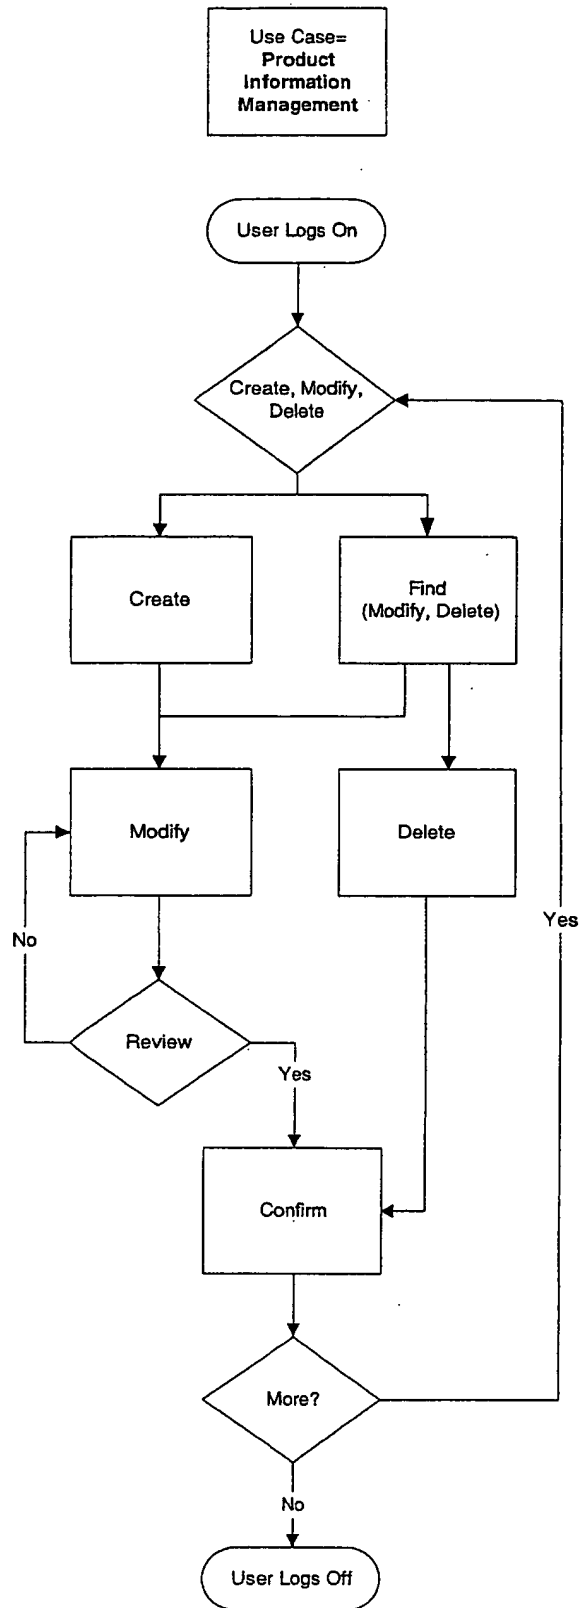 Use Case=
Product
Information
Management
User Logs On
Create, Modify,
Delete
Create
Find
(Modify, Delete)
Modify
Delete
No
Yes
Review
Yes
Confirm
More?
No
User Logs Off